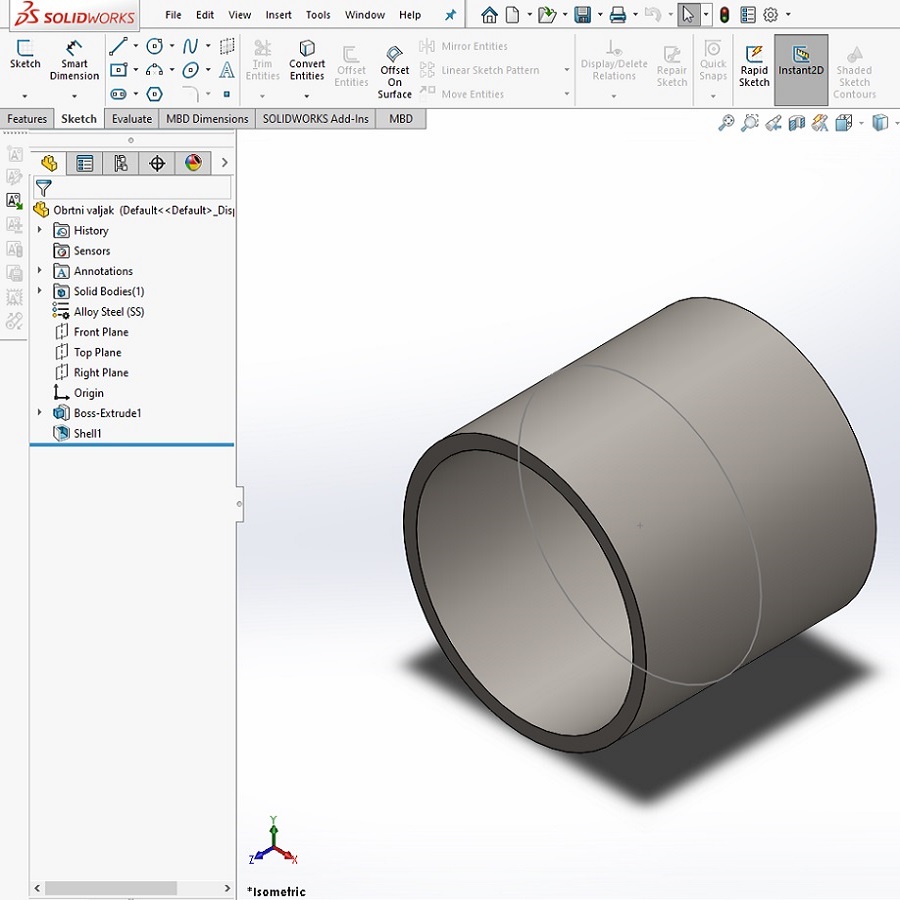 SOLIDWORKS File Edit View Insert Tools Window Help
Sketch Smart Dimension Trim Entities Convert Entities Offset Entities Offset On Surface Mirror Entities Linear Sketch Pattern Move Entities Display/Delete Relations Repair Sketch Quick Snaps Rapid Sketch Instant2D Shaded Sketch Contours
Features Sketch Evaluate MBD Dimensions SOLIDWORKS Add-Ins MBD
Obrtni valjak (Default<<Default>_Disp
History
Sensors
A Annotations
Solid Bodies(1)
Alloy Steel (SS)
Front Plane
Top Plane
Right Plane
Origin
Boss-Extrude1
Shell1
Y
Z X
*Isometric